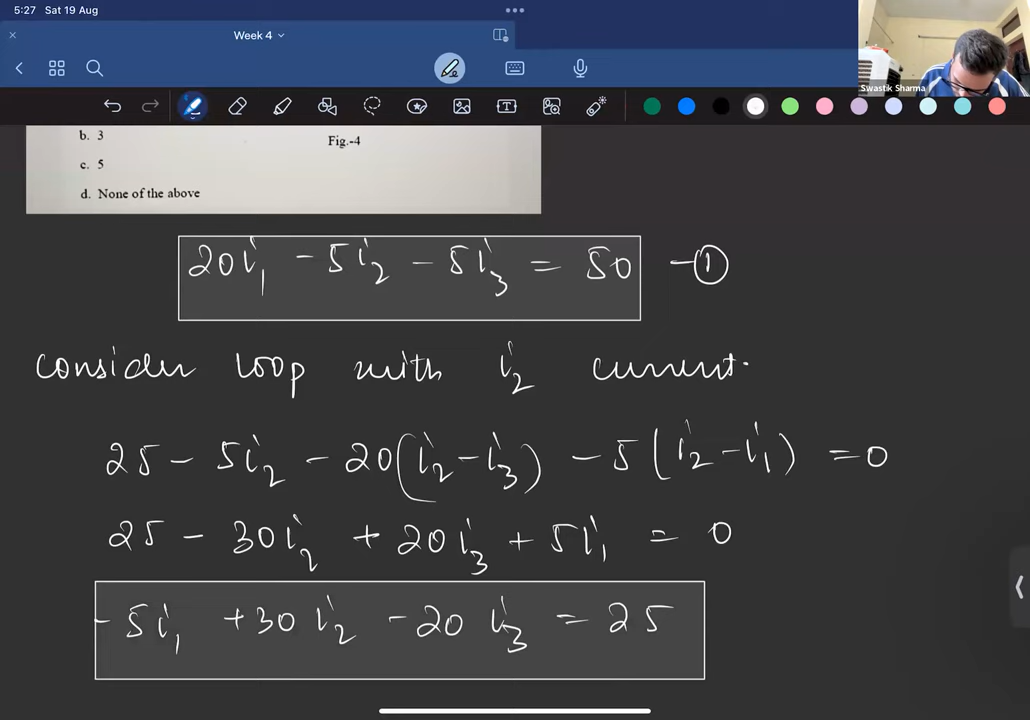 5:27 Sat 19 Aug
Week 4
Swastik Sharma
b. 3
Fig.-4
c. 5
d. None of the above
20i₁ - 5i₂ - 5i₃ = 50 -①
consider loop with i₂ current.
25 - 5i₂ - 20(i₂ - i₃) - 5(i₂ - i₁) = 0
25 - 30i₂ + 20i₃ + 5i₁ = 0
-5i₁ + 30i₂ - 20i₃ = 25